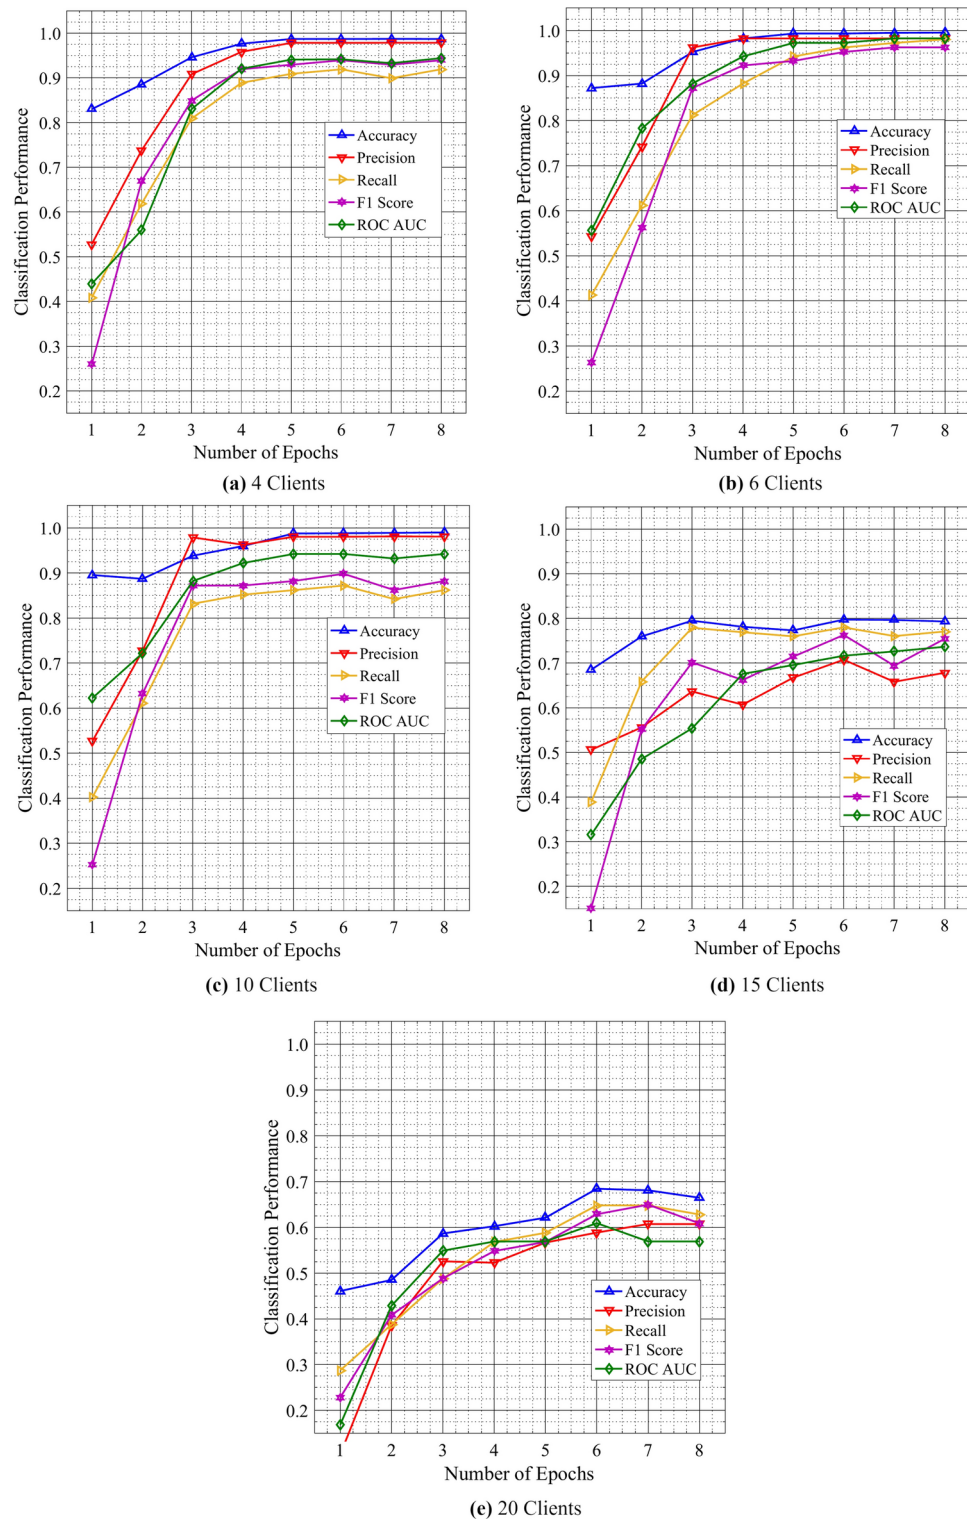 Classification Performance
1.0
0.9
0.8
0.7
0.6
0.5
0.4
0.3
0.2
Accuracy
Precision
Recall
F1 Score
ROC AUC
1 2 3 4 5 6 7 8
Number of Epochs
(a) 4 Clients
Classification Performance
1.0
0.9
0.8
0.7
0.6
0.5
0.4
0.3
0.2
Accuracy
Precision
Recall
F1 Score
ROC AUC
1 2 3 4 5 6 7 8
Number of Epochs
(b) 6 Clients
Classification Performance
1.0
0.9
0.8
0.7
0.6
0.5
0.4
0.3
0.2
Accuracy
Precision
Recall
F1 Score
ROC AUC
1 2 3 4 5 6 7 8
Number of Epochs
(c) 10 Clients
Classification Performance
1.0
0.9
0.8
0.7
0.6
0.5
0.4
0.3
0.2
Accuracy
Precision
Recall
F1 Score
ROC AUC
1 2 3 4 5 6 7 8
Number of Epochs
(d) 15 Clients
Classification Performance
1.0
0.9
0.8
0.7
0.6
0.5
0.4
0.3
0.2
Accuracy
Precision
Recall
F1 Score
ROC AUC
1 2 3 4 5 6 7 8
Number of Epochs
(e) 20 Clients